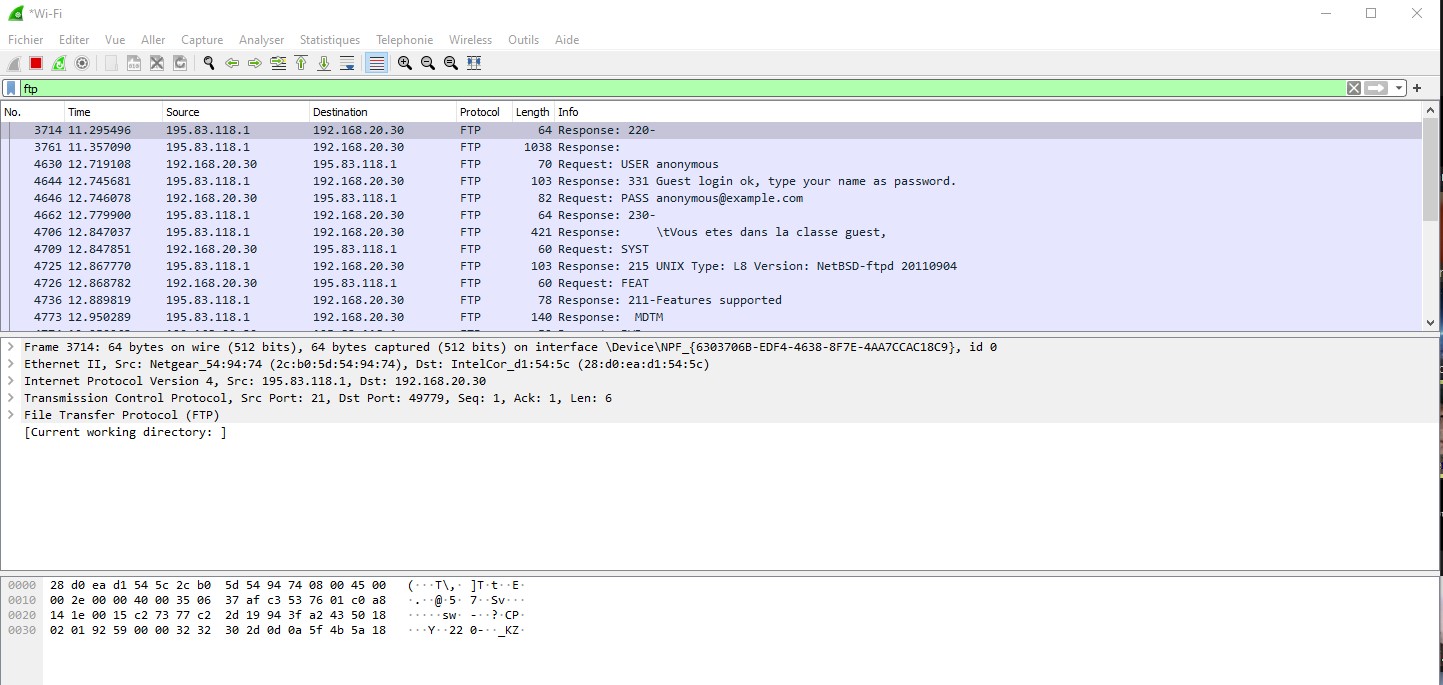 *Wi-Fi
Fichier Editer Vue Aller Capture Analyser Statistiques Telephonie Wireless Outils Aide
ftp
No. Time Source Destination Protocol Length Info
3714 11.295496 195.83.118.1 192.168.20.30 FTP 64 Response: 220-
3761 11.357090 195.83.118.1 192.168.20.30 FTP 1038 Response:
4630 12.719108 192.168.20.30 195.83.118.1 FTP 70 Request: USER anonymous
4644 12.745681 195.83.118.1 192.168.20.30 FTP 103 Response: 331 Guest login ok, type your name as password.
4646 12.746078 192.168.20.30 195.83.118.1 FTP 82 Request: PASS anonymous@example.com
4662 12.779900 195.83.118.1 192.168.20.30 FTP 64 Response: 230-
4706 12.847037 195.83.118.1 192.168.20.30 FTP 421 Response: \tVous etes dans la classe guest,
4709 12.847851 192.168.20.30 195.83.118.1 FTP 60 Request: SYST
4725 12.867770 195.83.118.1 192.168.20.30 FTP 103 Response: 215 UNIX Type: L8 Version: NetBSD-ftpd 20110904
4726 12.868782 192.168.20.30 195.83.118.1 FTP 60 Request: FEAT
4736 12.889819 195.83.118.1 192.168.20.30 FTP 78 Response: 211-Features supported
4773 12.950289 195.83.118.1 192.168.20.30 FTP 140 Response: MDTM
Frame 3714: 64 bytes on wire (512 bits), 64 bytes captured (512 bits) on interface \Device\NPF_{6303706B-EDF4-4638-8F7E-4AA7CCAC18C9}, id 0
Ethernet II, Src: Netgear_54:94:74 (2c:b0:5d:54:94:74), Dst: IntelCor_d1:54:5c (28:d0:ea:d1:54:5c)
Internet Protocol Version 4, Src: 195.83.118.1, Dst: 192.168.20.30
Transmission Control Protocol, Src Port: 21, Dst Port: 49779, Seq: 1, Ack: 1, Len: 6
File Transfer Protocol (FTP)
[Current working directory: ]
0000 28 d0 ea d1 54 5c 2c b0 5d 54 94 74 08 00 45 00 (···T\,· ]T·t··E·
0010 00 2e 00 00 40 00 35 06 37 af c3 53 76 01 c0 a8 ·.··@·5· 7··Sv···
0020 14 1e 00 15 c2 73 77 c2 2d 19 94 3f a2 43 50 18 ·····sw· -··?·CP·
0030 02 01 92 59 00 00 32 32 30 2d 0d 0a 5f 4b 5a 18 ···Y··22 0-··_KZ·